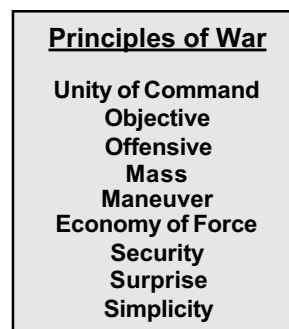 Principles of War
Unity of Command
Objective
Offensive
Mass
Maneuver
Economy of Force
Security
Surprise
Simplicity